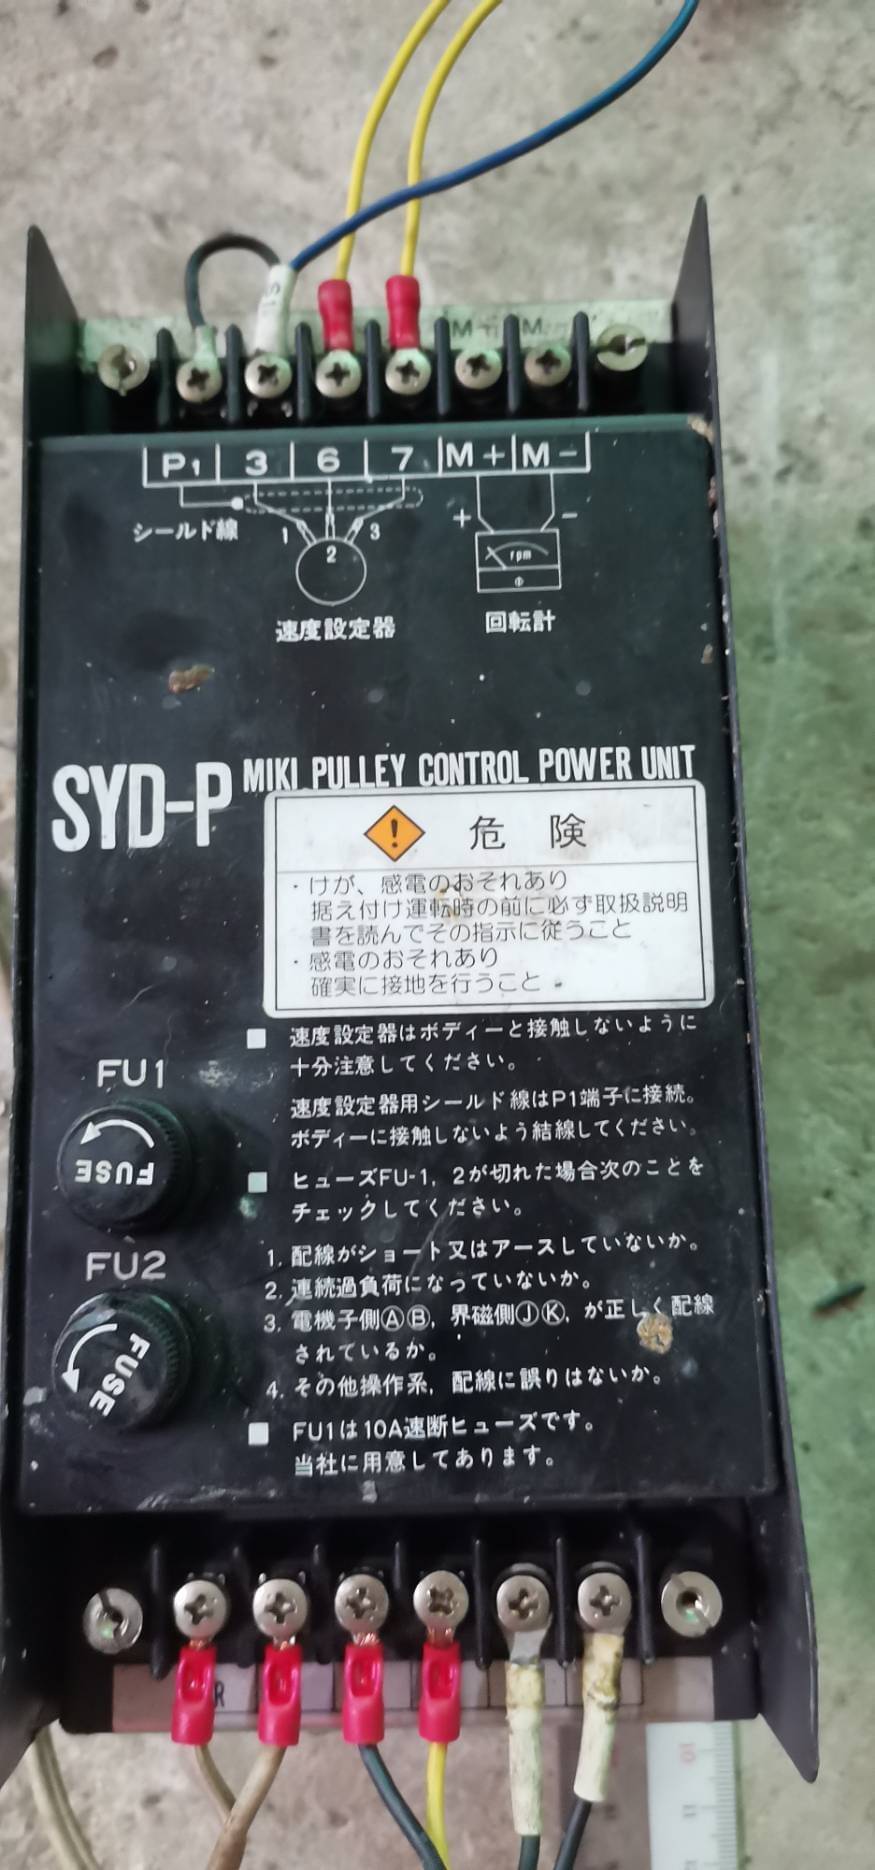 S1
M
M
P1 3 6 7 M+ M-
シールド線
1 2 3
+ -
rpm
速度設定器
回転計
SYD-P MIKI PULLEY CONTROL POWER UNIT
! 危険
・けが、感電のおそれあり
据え付け運転時の前に必ず取扱説明
書を読んでその指示に従うこと
・感電のおそれあり
確実に接地を行うこと
■ 速度設定器はボディーと接触しないように
十分注意してください。
速度設定器用シールド線はP1端子に接続。
ボディーに接触しないよう結線してください。
■ ヒューズFU-1, 2が切れた場合次のことを
チェックしてください。
1. 配線がショート又はアースしていないか。
2. 連続過負荷になっていないか。
3. 電機子側ⒶⒷ, 界磁側ⒿⓀ, が正しく配線
されているか。
4. その他操作系, 配線に誤りはないか。
■ FU1は10A速断ヒューズです。
当社に用意してあります。
FU1
FUSE
FU2
FUSE
R
10
11